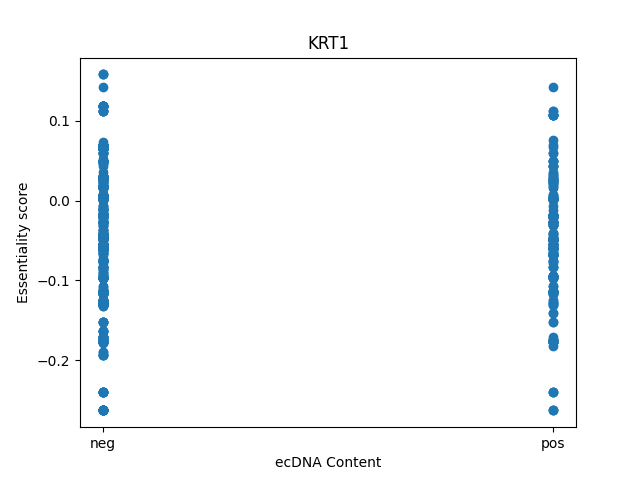 KRT1
Essentiality score
0.1
0.0
−0.1
−0.2
neg
pos
ecDNA Content